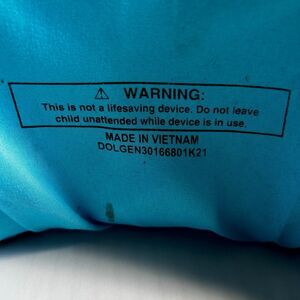 ⚠ WARNING:
This is not a lifesaving device. Do not leave
child unattended while device is in use.
MADE IN VIETNAM
DOLGEN30166801K21